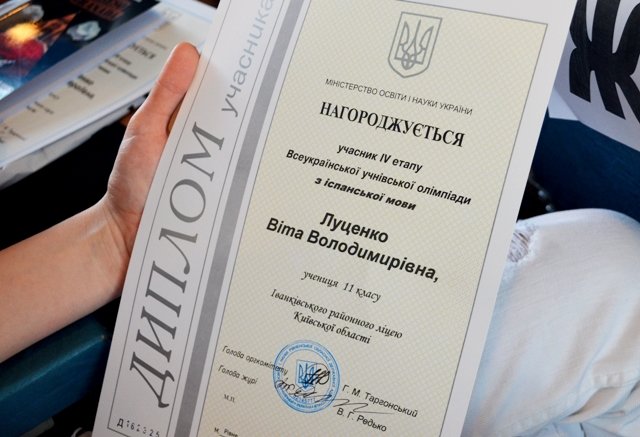 ДИПЛОМ учасника
МІНІСТЕРСТВО ОСВІТИ І НАУКИ УКРАЇНИ
НАГОРОДЖУЄТЬСЯ
учасник IV етапу
Всеукраїнської учнівської олімпіади
з іспанської мови
Луценко
Віта Володимирівна,
учениця 11 класу
Іванківського районного ліцею
Київської області
Голова оргкомітету
Г. М. Таргонський
Голова журі
В. Г. Редько
М.П.